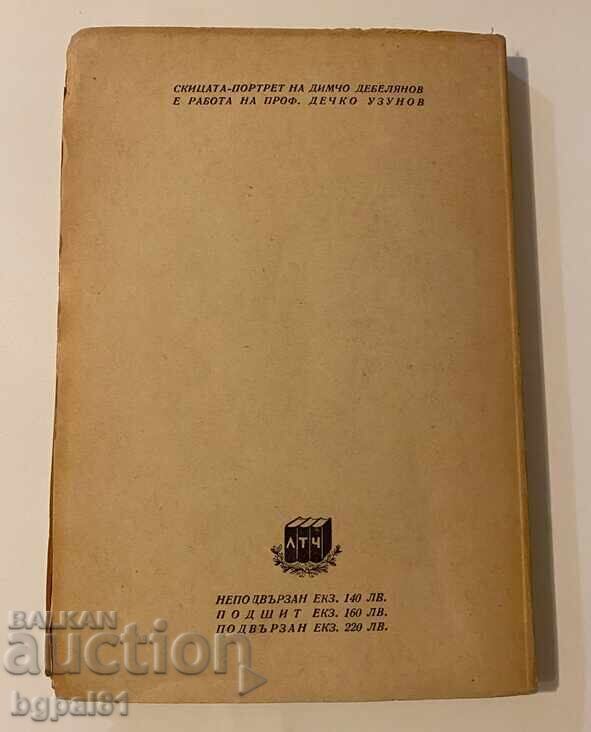 СКИЦАТА-ПОРТРЕТ НА ДИМЧО ДЕБЕЛЯНОВ
Е РАБОТА НА ПРОФ. ДЕЧКО УЗУНОВ
ЛТЧ
НЕПОДВЪРЗАН ЕКЗ. 140 ЛВ.
ПОДШИТ ЕКЗ. 160 ЛВ.
ПОДВЪРЗАН ЕКЗ. 220 ЛВ.
BALKAN
auction
bgpal81